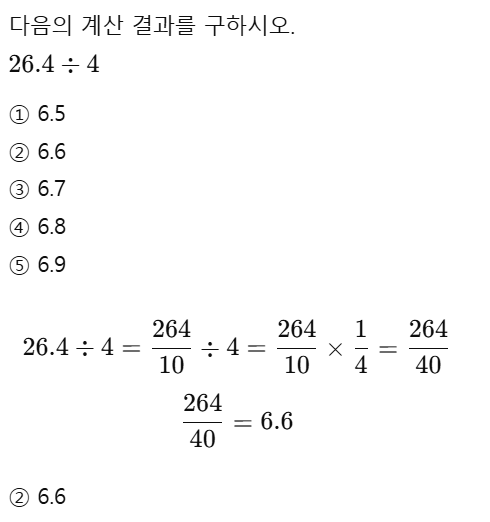 다음의 계산 결과를 구하시오.
26.4 ÷ 4
① 6.5
② 6.6
③ 6.7
④ 6.8
⑤ 6.9
26.4 ÷ 4 = 264/10 ÷ 4 = 264/10 × 1/4 = 264/40
264/40 = 6.6
② 6.6